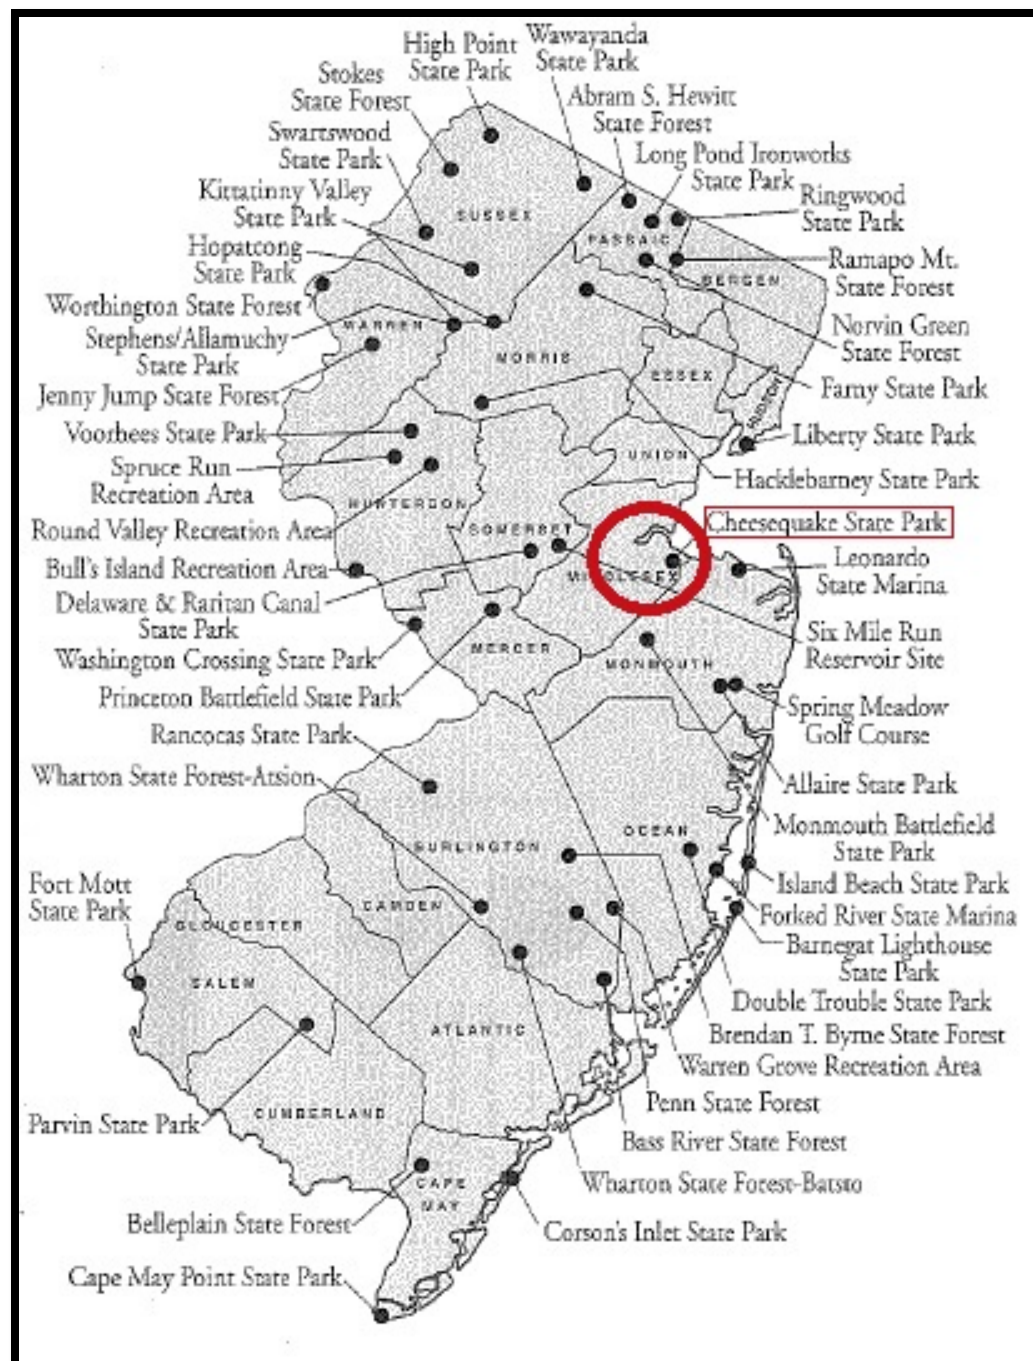 High Point
State Park
Wawayanda
State Park
Stokes
State Forest
Abram S. Hewitt
State Forest
Swartswood
State Park
Long Pond Ironworks
State Park
Kittatinny Valley
State Park
Ringwood
State Park
Hopatcong
State Park
Ramapo Mt.
State Forest
Worthington State Forest
Stephens/Allamuchy
State Park
Norvin Green
State Forest
Jenny Jump State Forest
Farny State Park
Voorhees State Park
Liberty State Park
Spruce Run
Recreation Area
Hacklebarney State Park
Round Valley Recreation Area
Cheesequake State Park
Bull's Island Recreation Area
Leonardo
State Marina
Delaware & Raritan Canal
State Park
Six Mile Run
Reservoir Site
Washington Crossing State Park
Princeton Battlefield State Park
Spring Meadow
Golf Course
Rancocas State Park
Wharton State Forest-Atsion
Allaire State Park
Monmouth Battlefield
State Park
Fort Mott
State Park
Island Beach State Park
Forked River State Marina
Barnegat Lighthouse
State Park
Double Trouble State Park
Brendan T. Byrne State Forest
Warren Grove Recreation Area
Penn State Forest
Parvin State Park
Bass River State Forest
Wharton State Forest-Batsto
Belleplain State Forest
Corson's Inlet State Park
Cape May Point State Park
SUSSEX
PASSAIC
BERGEN
WARREN
MORRIS
ESSEX
HUDSON
UNION
HUNTERDON
SOMERSET
MIDDLESEX
MERCER
MONMOUTH
OCEAN
BURLINGTON
CAMDEN
GLOUCESTER
SALEM
ATLANTIC
CUMBERLAND
CAPE
MAY